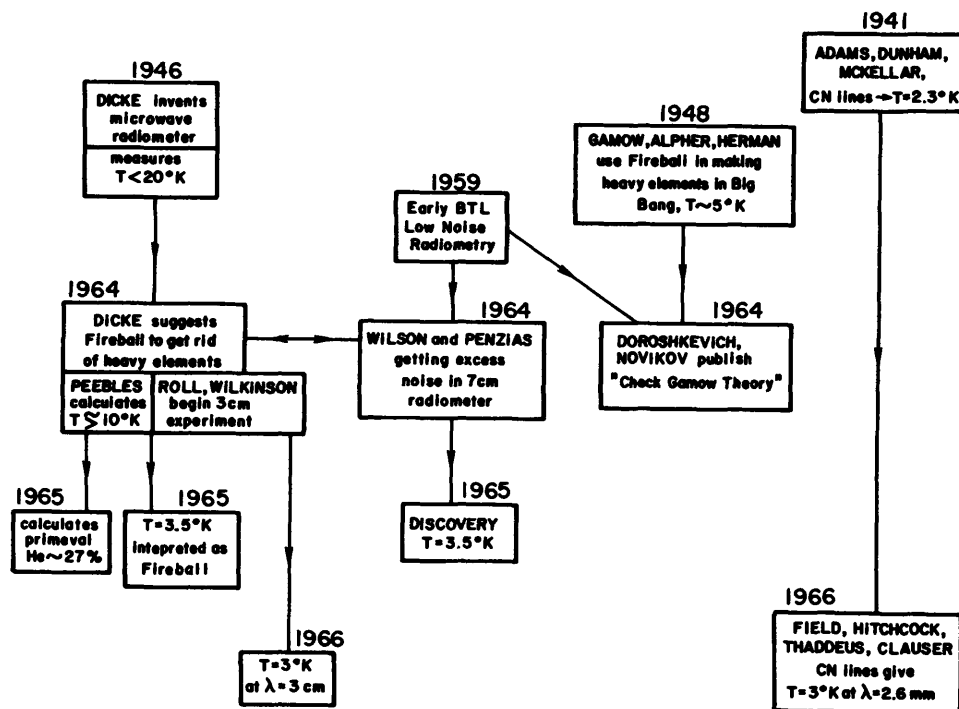 1941
ADAMS, DUNHAM,
MCKELLAR,
CN lines → T=2.3°K
1946
DICKE invents
microwave
radiometer
measures
T<20°K
1948
GAMOW, ALPHER, HERMAN
use Fireball in making
heavy elements in Big
Bang, T~5°K
1959
Early BTL
Low Noise
Radiometry
1964
DICKE suggests
Fireball to get rid
of heavy elements
PEEBLES
calculates
T ≲ 10°K
ROLL, WILKINSON
begin 3cm
experiment
1964
WILSON and PENZIAS
getting excess
noise in 7cm
radiometer
1964
DOROSHKEVICH,
NOVIKOV publish
"Check Gamow Theory"
1965
calculates
primeval
He~27%
1965
T=3.5°K
intepreted as
Fireball
1965
DISCOVERY
T=3.5°K
1966
T=3°K
at λ=3 cm
1966
FIELD, HITCHCOCK,
THADDEUS, CLAUSER
CN lines give
T=3°K at λ=2.6 mm